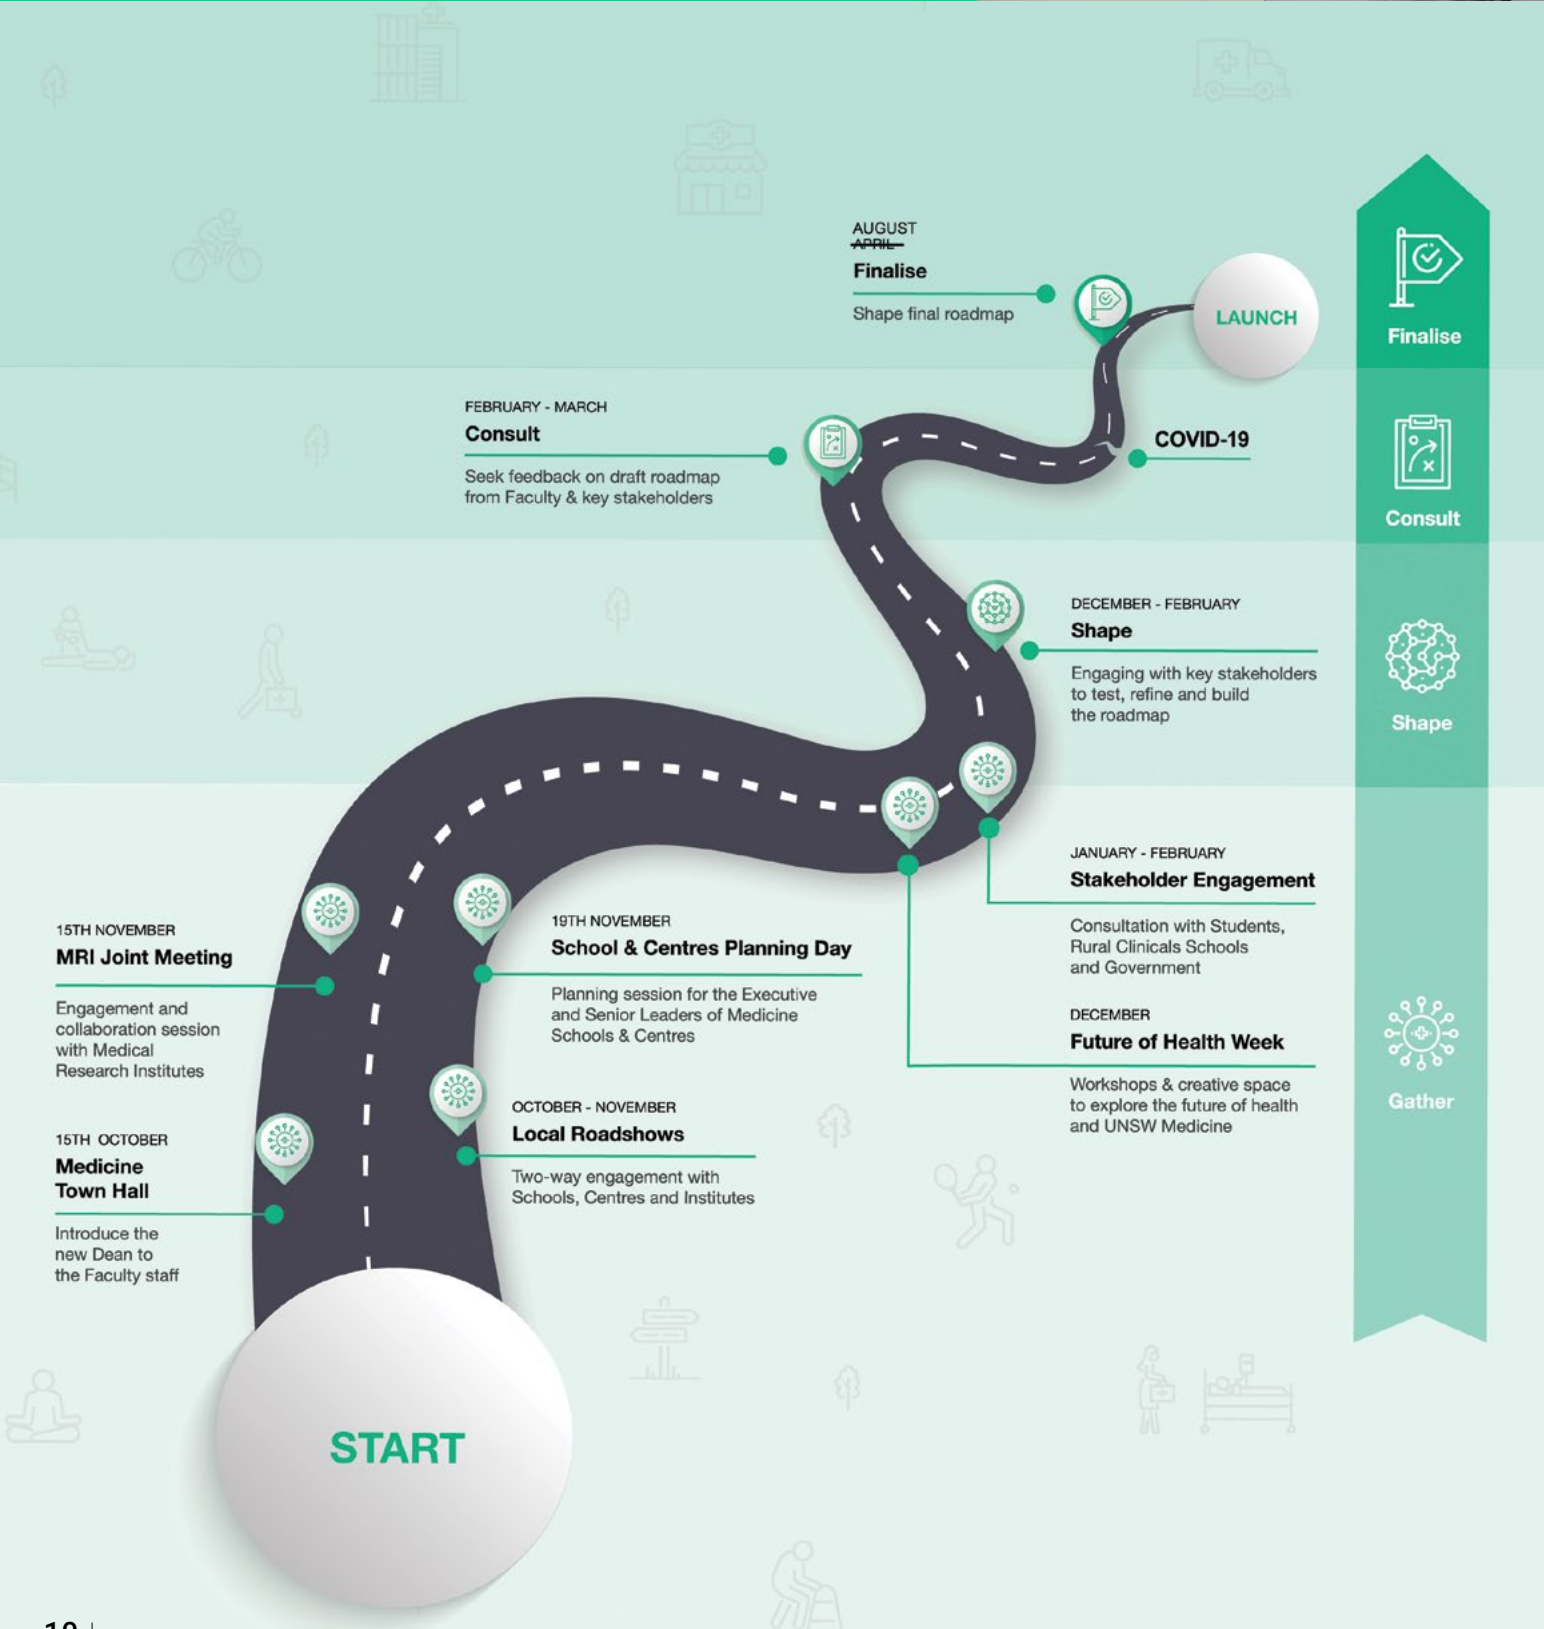 AUGUST
APRIL
Finalise
Shape final roadmap
LAUNCH
Finalise
FEBRUARY - MARCH
Consult
Seek feedback on draft roadmap
from Faculty & key stakeholders
COVID-19
Consult
DECEMBER - FEBRUARY
Shape
Engaging with key stakeholders
to test, refine and build
the roadmap
Shape
JANUARY - FEBRUARY
Stakeholder Engagement
Consultation with Students,
Rural Clinicals Schools
and Government
15TH NOVEMBER
MRI Joint Meeting
Engagement and
collaboration session
with Medical
Research Institutes
19TH NOVEMBER
School & Centres Planning Day
Planning session for the Executive
and Senior Leaders of Medicine
Schools & Centres
DECEMBER
Future of Health Week
Workshops & creative space
to explore the future of health
and UNSW Medicine
Gather
15TH OCTOBER
Medicine
Town Hall
Introduce the
new Dean to
the Faculty staff
OCTOBER - NOVEMBER
Local Roadshows
Two-way engagement with
Schools, Centres and Institutes
START